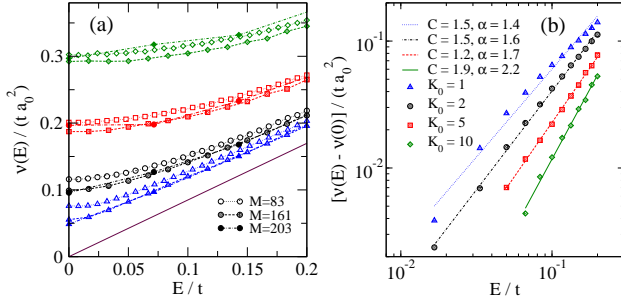 (a)
ν(E) / (t a₀²)
0.3
0.2
0.1
0
0
0.05
0.1
0.15
0.2
E / t
M=83
M=161
M=203
(b)
[ν(E) - ν(0)] / (t a₀²)
10⁻¹
10⁻²
10⁻²
10⁻¹
E / t
C = 1.5, α = 1.4
C = 1.5, α = 1.6
C = 1.2, α = 1.7
C = 1.9, α = 2.2
K₀ = 1
K₀ = 2
K₀ = 5
K₀ = 10